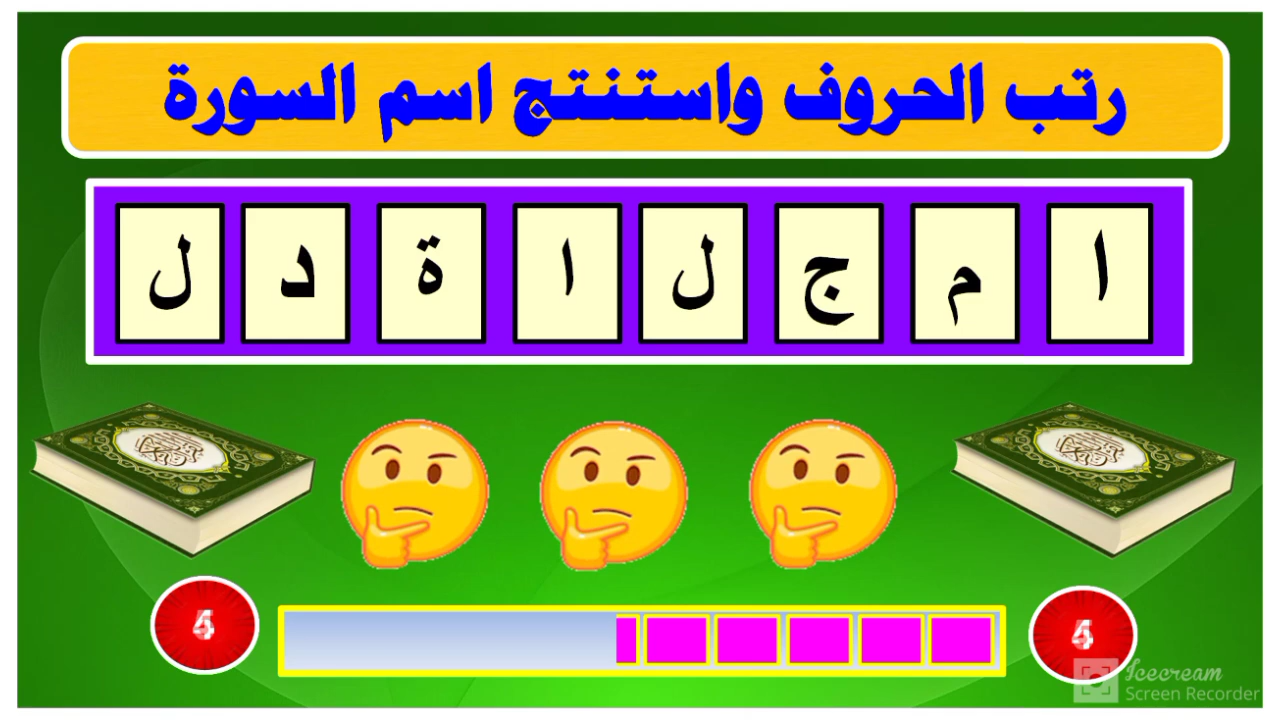 رتب الحروف واستنتج اسم السورة
ا م ج ل ا ة د ل
4 4
Icecream
Screen Recorder